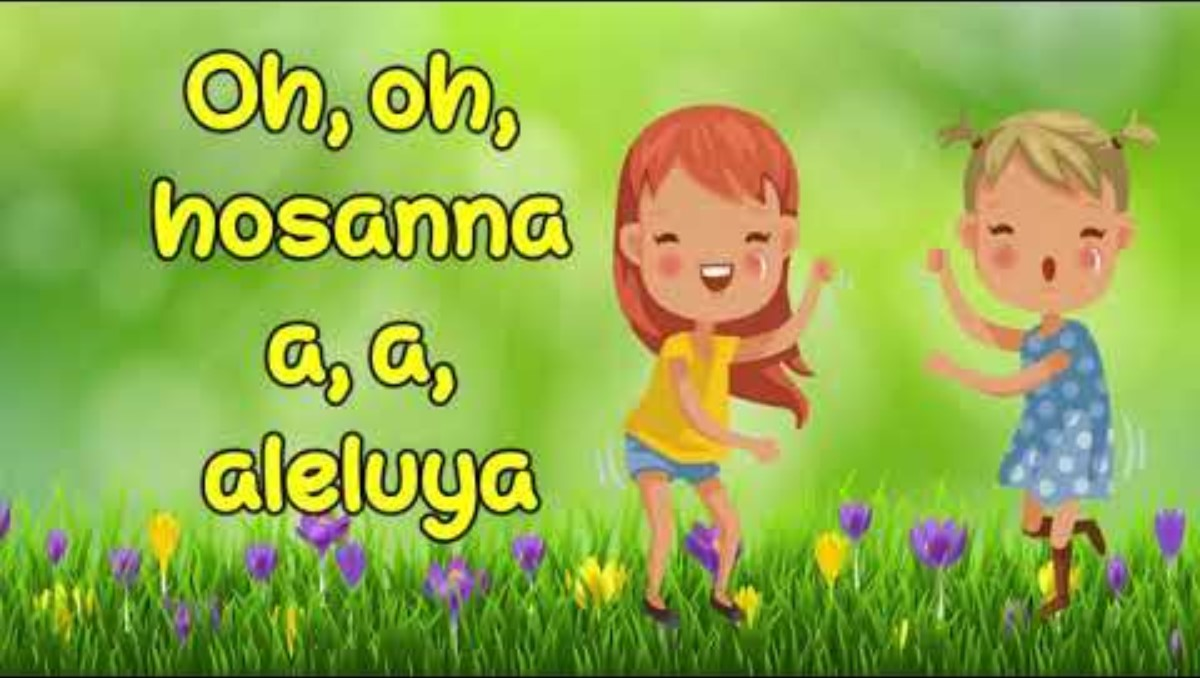 Oh, oh,
hosanna
a, a,
aleluya